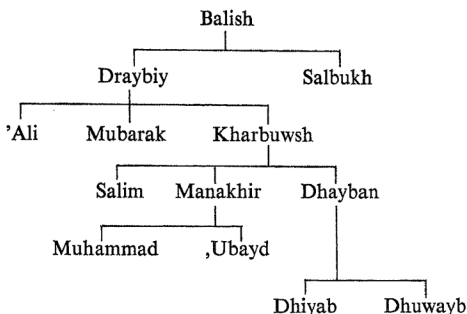 Balish
Draybiy Salbukh
’Ali Mubarak Kharbuwsh
Salim Manakhir Dhayban
Muhammad ‚Ubayd
Dhiyab Dhuwayb